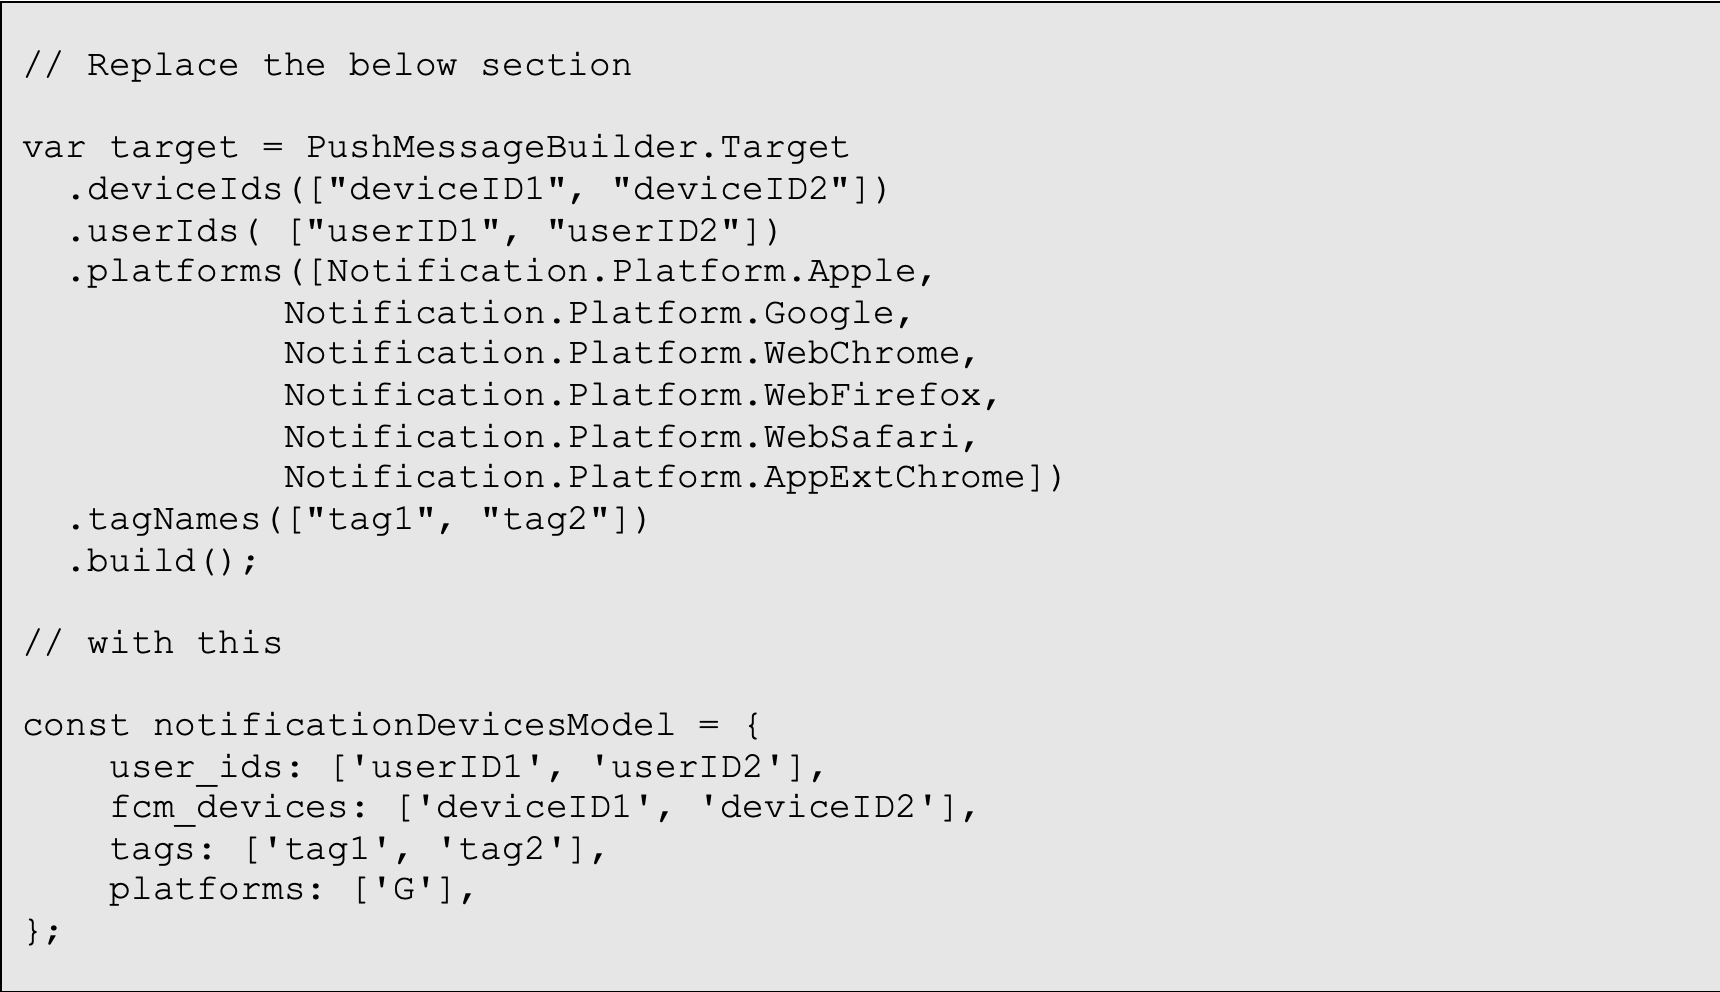 // Replace the below section
var target = PushMessageBuilder.Target
.deviceIds(["deviceID1", "deviceID2"])
.userIds( ["userID1", "userID2"])
.platforms([Notification.Platform.Apple,
Notification.Platform.Google,
Notification.Platform.WebChrome,
Notification.Platform.WebFirefox,
Notification.Platform.WebSafari,
Notification.Platform.AppExtChrome])
.tagNames(["tag1", "tag2"])
.build();
// with this
const notificationDevicesModel = {
user_ids: ['userID1', 'userID2'],
fcm_devices: ['deviceID1', 'deviceID2'],
tags: ['tag1', 'tag2'],
platforms: ['G'],
};